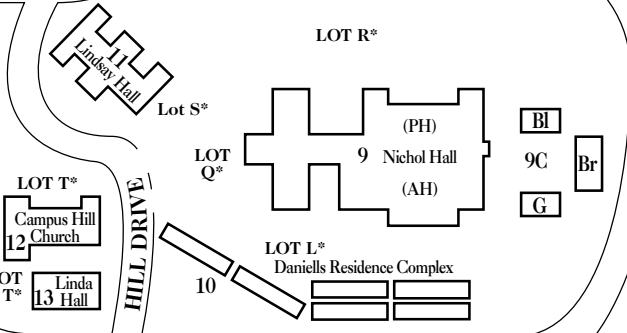 LOT R*
11
Lindsay Hall
Lot S*
(PH)
Bl
LOT
Q*
9 Nichol Hall
9C
Br
(AH)
G
LOT T*
Campus Hill
Church
12
HILL DRIVE
LOT L*
Daniells Residence Complex
10
OT
T*
13
Linda
Hall